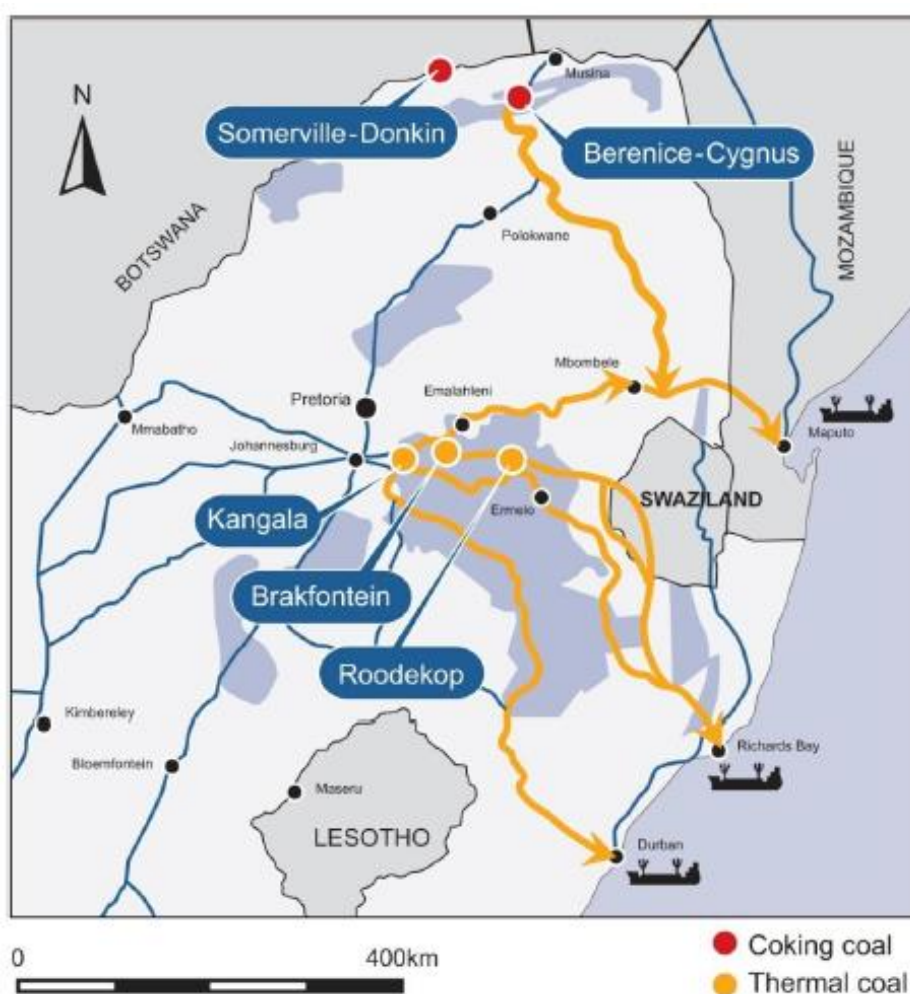 N
Musina
Somerville-Donkin
Berenice-Cygnus
BOTSWANA
MOZAMBIQUE
Polokwane
Mbombele
Emalahleni
Pretoria
Mmabatho
Johannesburg
Maputo
SWAZILAND
Kangala
Ermelo
Brakfontein
Roodekop
Kimbereley
Richards Bay
Bloemfontein
Maseru
LESOTHO
Durban
0
400km
Coking coal
Thermal coal